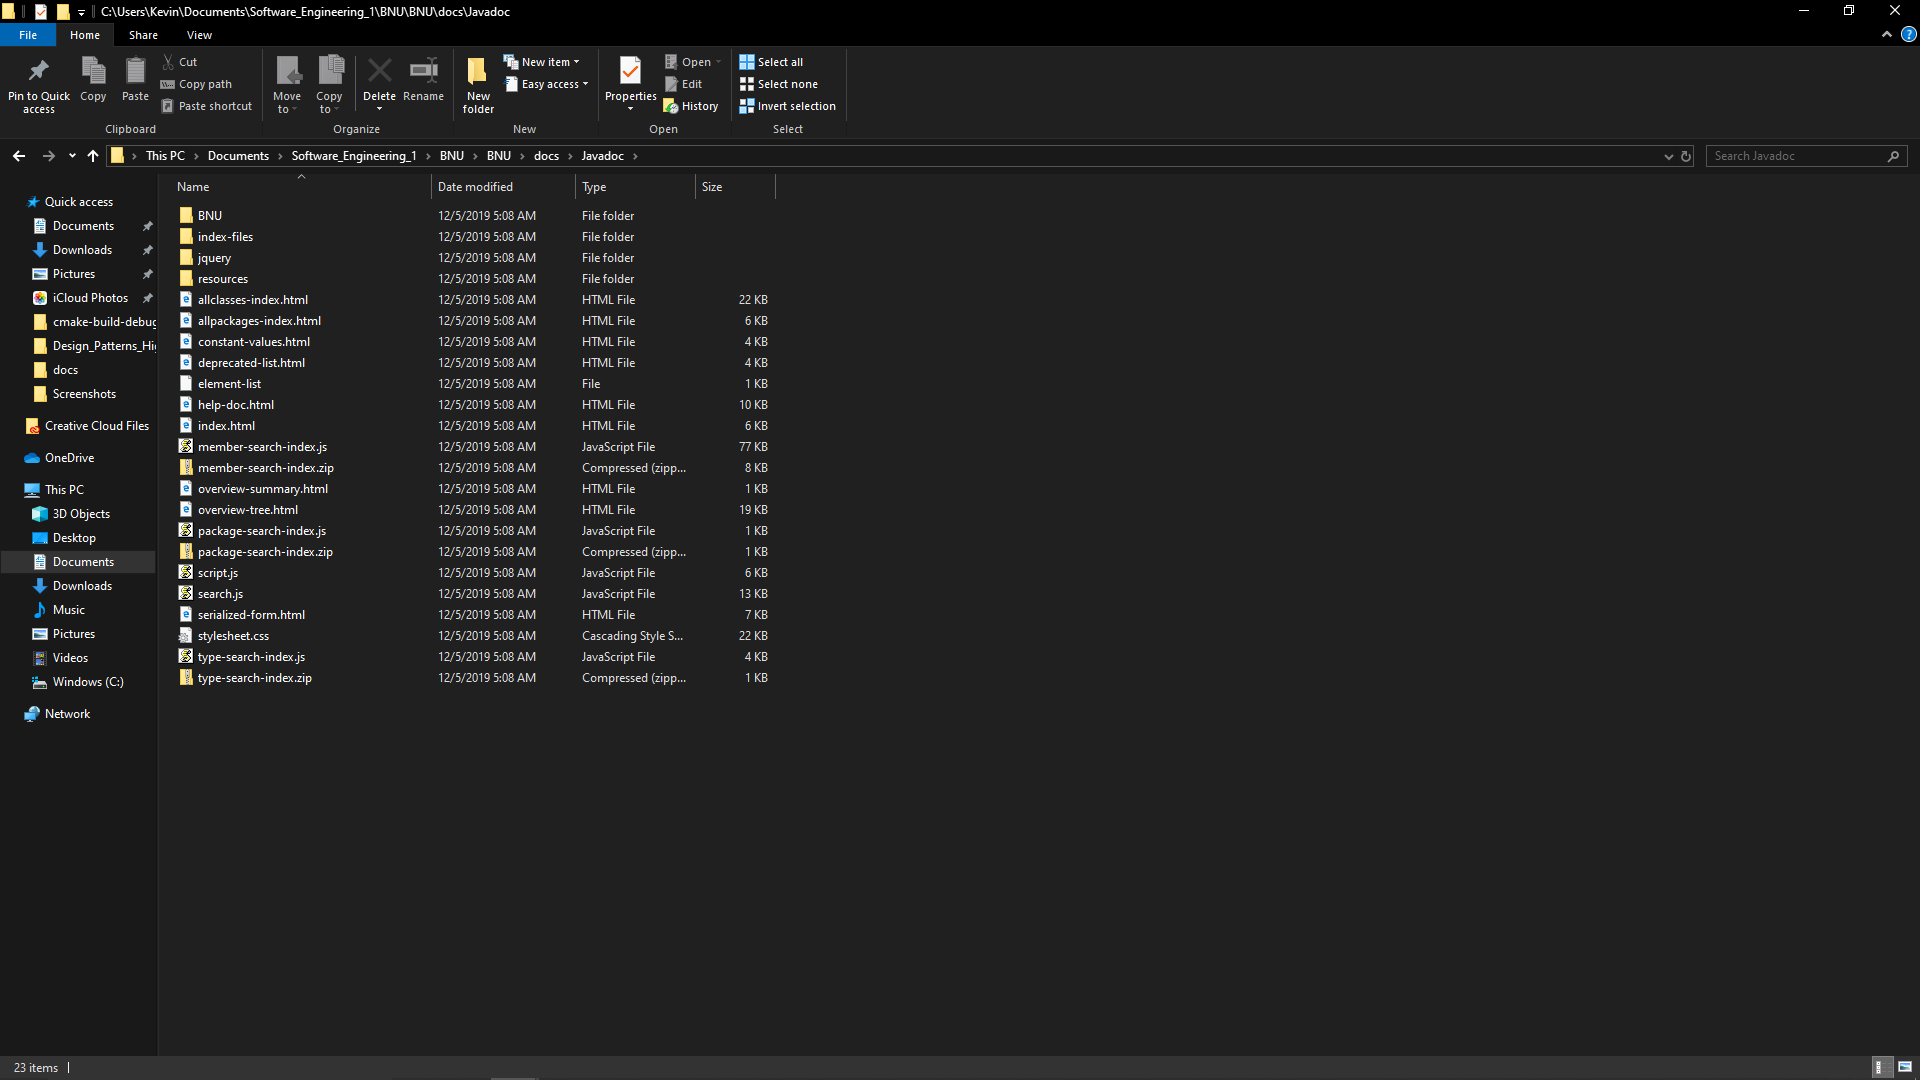 C:\Users\Kevin\Documents\Software_Engineering_1\BNU\BNU\docs\Javadoc
File Home Share View
Pin to Quick access
Copy
Paste
Cut
Copy path
Paste shortcut
Clipboard
Move to
Copy to
Delete
Rename
Organize
New folder
New item
Easy access
New
Properties
Open
Edit
History
Open
Select all
Select none
Invert selection
Select
This PC Documents Software_Engineering_1 BNU BNU docs Javadoc
Search Javadoc
Quick access
Documents
Downloads
Pictures
iCloud Photos
cmake-build-debug
Design_Patterns_Hi
docs
Screenshots
Creative Cloud Files
OneDrive
This PC
3D Objects
Desktop
Documents
Downloads
Music
Pictures
Videos
Windows (C:)
Network
Name Date modified Type Size
BNU 12/5/2019 5:08 AM File folder
index-files 12/5/2019 5:08 AM File folder
jquery 12/5/2019 5:08 AM File folder
resources 12/5/2019 5:08 AM File folder
allclasses-index.html 12/5/2019 5:08 AM HTML File 22 KB
allpackages-index.html 12/5/2019 5:08 AM HTML File 6 KB
constant-values.html 12/5/2019 5:08 AM HTML File 4 KB
deprecated-list.html 12/5/2019 5:08 AM HTML File 4 KB
element-list 12/5/2019 5:08 AM File 1 KB
help-doc.html 12/5/2019 5:08 AM HTML File 10 KB
index.html 12/5/2019 5:08 AM HTML File 6 KB
member-search-index.js 12/5/2019 5:08 AM JavaScript File 77 KB
member-search-index.zip 12/5/2019 5:08 AM Compressed (zipp... 8 KB
overview-summary.html 12/5/2019 5:08 AM HTML File 1 KB
overview-tree.html 12/5/2019 5:08 AM HTML File 19 KB
package-search-index.js 12/5/2019 5:08 AM JavaScript File 1 KB
package-search-index.zip 12/5/2019 5:08 AM Compressed (zipp... 1 KB
script.js 12/5/2019 5:08 AM JavaScript File 6 KB
search.js 12/5/2019 5:08 AM JavaScript File 13 KB
serialized-form.html 12/5/2019 5:08 AM HTML File 7 KB
stylesheet.css 12/5/2019 5:08 AM Cascading Style S... 22 KB
type-search-index.js 12/5/2019 5:08 AM JavaScript File 4 KB
type-search-index.zip 12/5/2019 5:08 AM Compressed (zipp... 1 KB
23 items